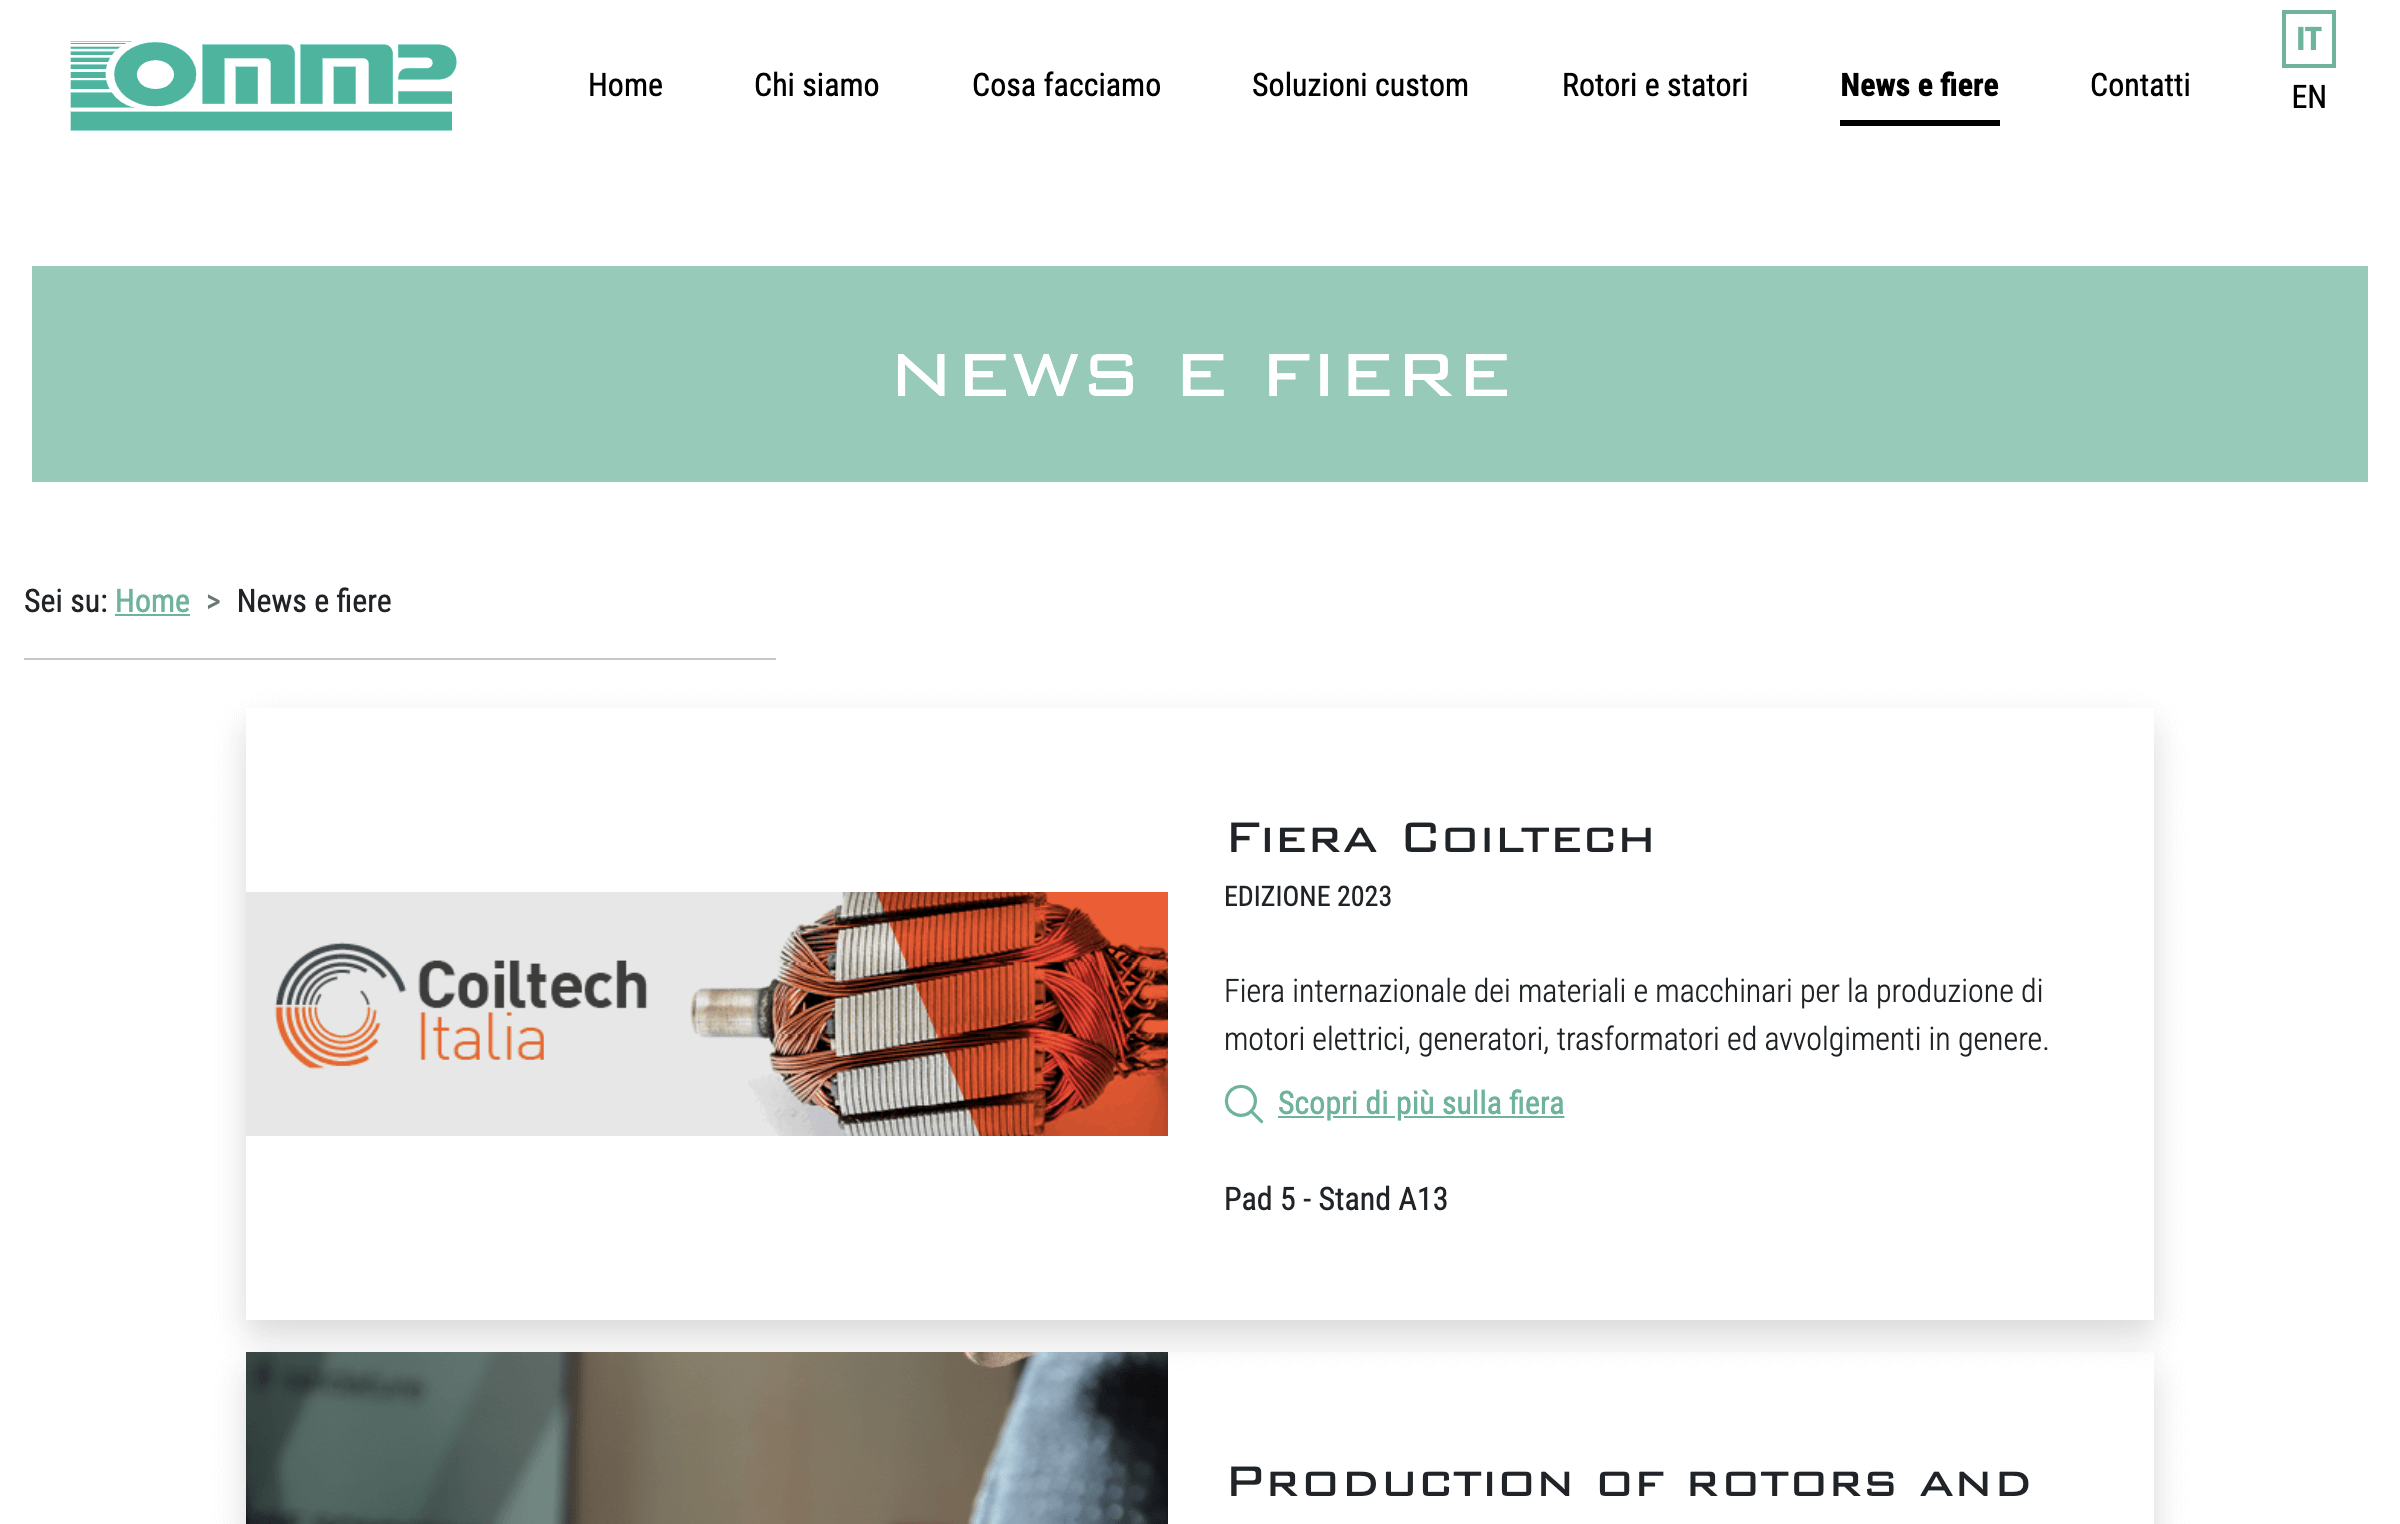 omm2
Home
Chi siamo
Cosa facciamo
Soluzioni custom
Rotori e statori
News e fiere
Contatti
IT
EN
NEWS E FIERE
Sei su: Home > News e fiere
Coiltech
Italia
Fiera Coiltech
EDIZIONE 2023
Fiera internazionale dei materiali e macchinari per la produzione di
motori elettrici, generatori, trasformatori ed avvolgimenti in genere.
Scopri di più sulla fiera
Pad 5 - Stand A13
Production of rotors and